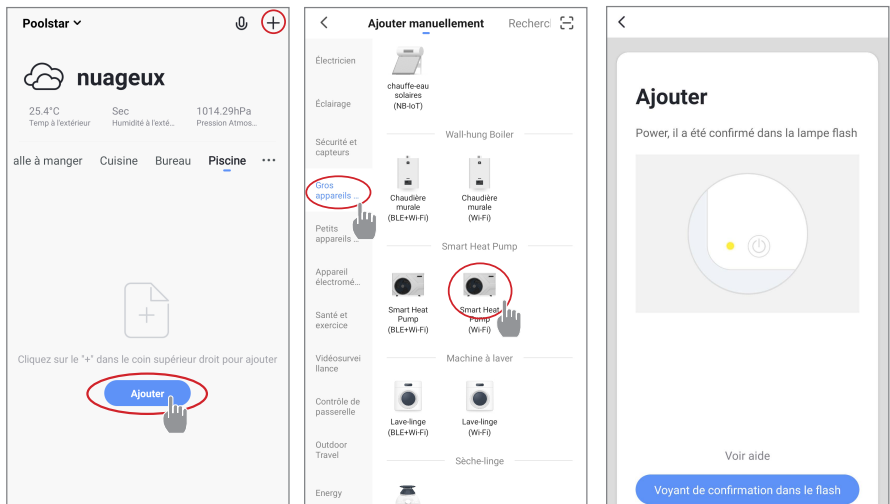 Poolstar
nuageux
25.4°C Sec 1014.29hPa
Temp à l'extérieur Humidité à l'exté... Pression Atmos...
alle à manger Cuisine Bureau Piscine ...
Cliquez sur le "+" dans le coin supérieur droit pour ajouter
Ajouter
Ajouter manuellement Recherc
Électricien
Éclairage
Sécurité et
capteurs
Gros
appareils ...
Petits
appareils ...
Appareil
électromé...
Santé et
exercice
Vidéosurvei
llance
Contrôle de
passerelle
Outdoor
Travel
Energy
chauffe-eau
solaires
(NB-IoT)
Wall-hung Boiler
Chaudière
murale
(BLE+Wi-Fi)
Chaudière
murale
(Wi-Fi)
Smart Heat Pump
Smart Heat
Pump
(BLE+Wi-Fi)
Smart Heat
Pump
(Wi-Fi)
Machine à laver
Lave-linge
(BLE+Wi-Fi)
Lave-linge
(Wi-Fi)
Sèche-linge
Ajouter
Power, il a été confirmé dans la lampe flash
Voir aide
Voyant de confirmation dans le flash